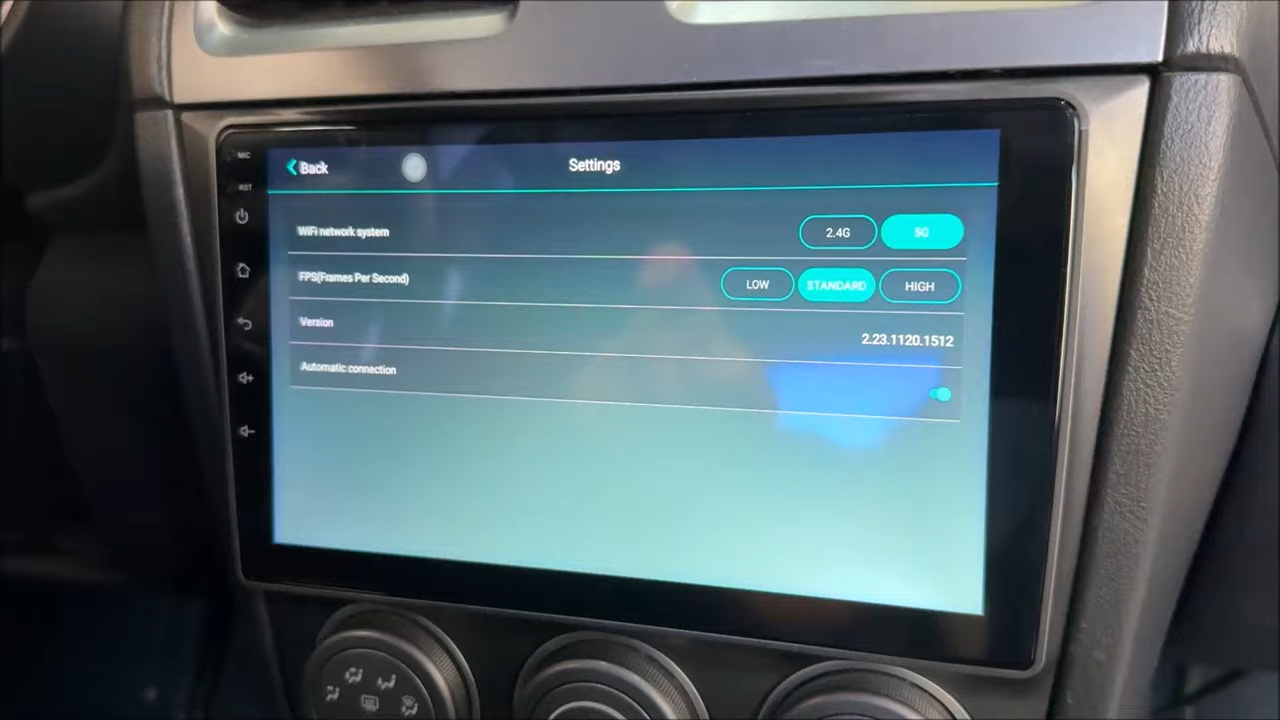 MIC
Back
Settings
RST
WiFi network system
2.4G
5G
FPS(Frames Per Second)
LOW
STANDARD
HIGH
Version
2.23.1120.1512
Automatic connection